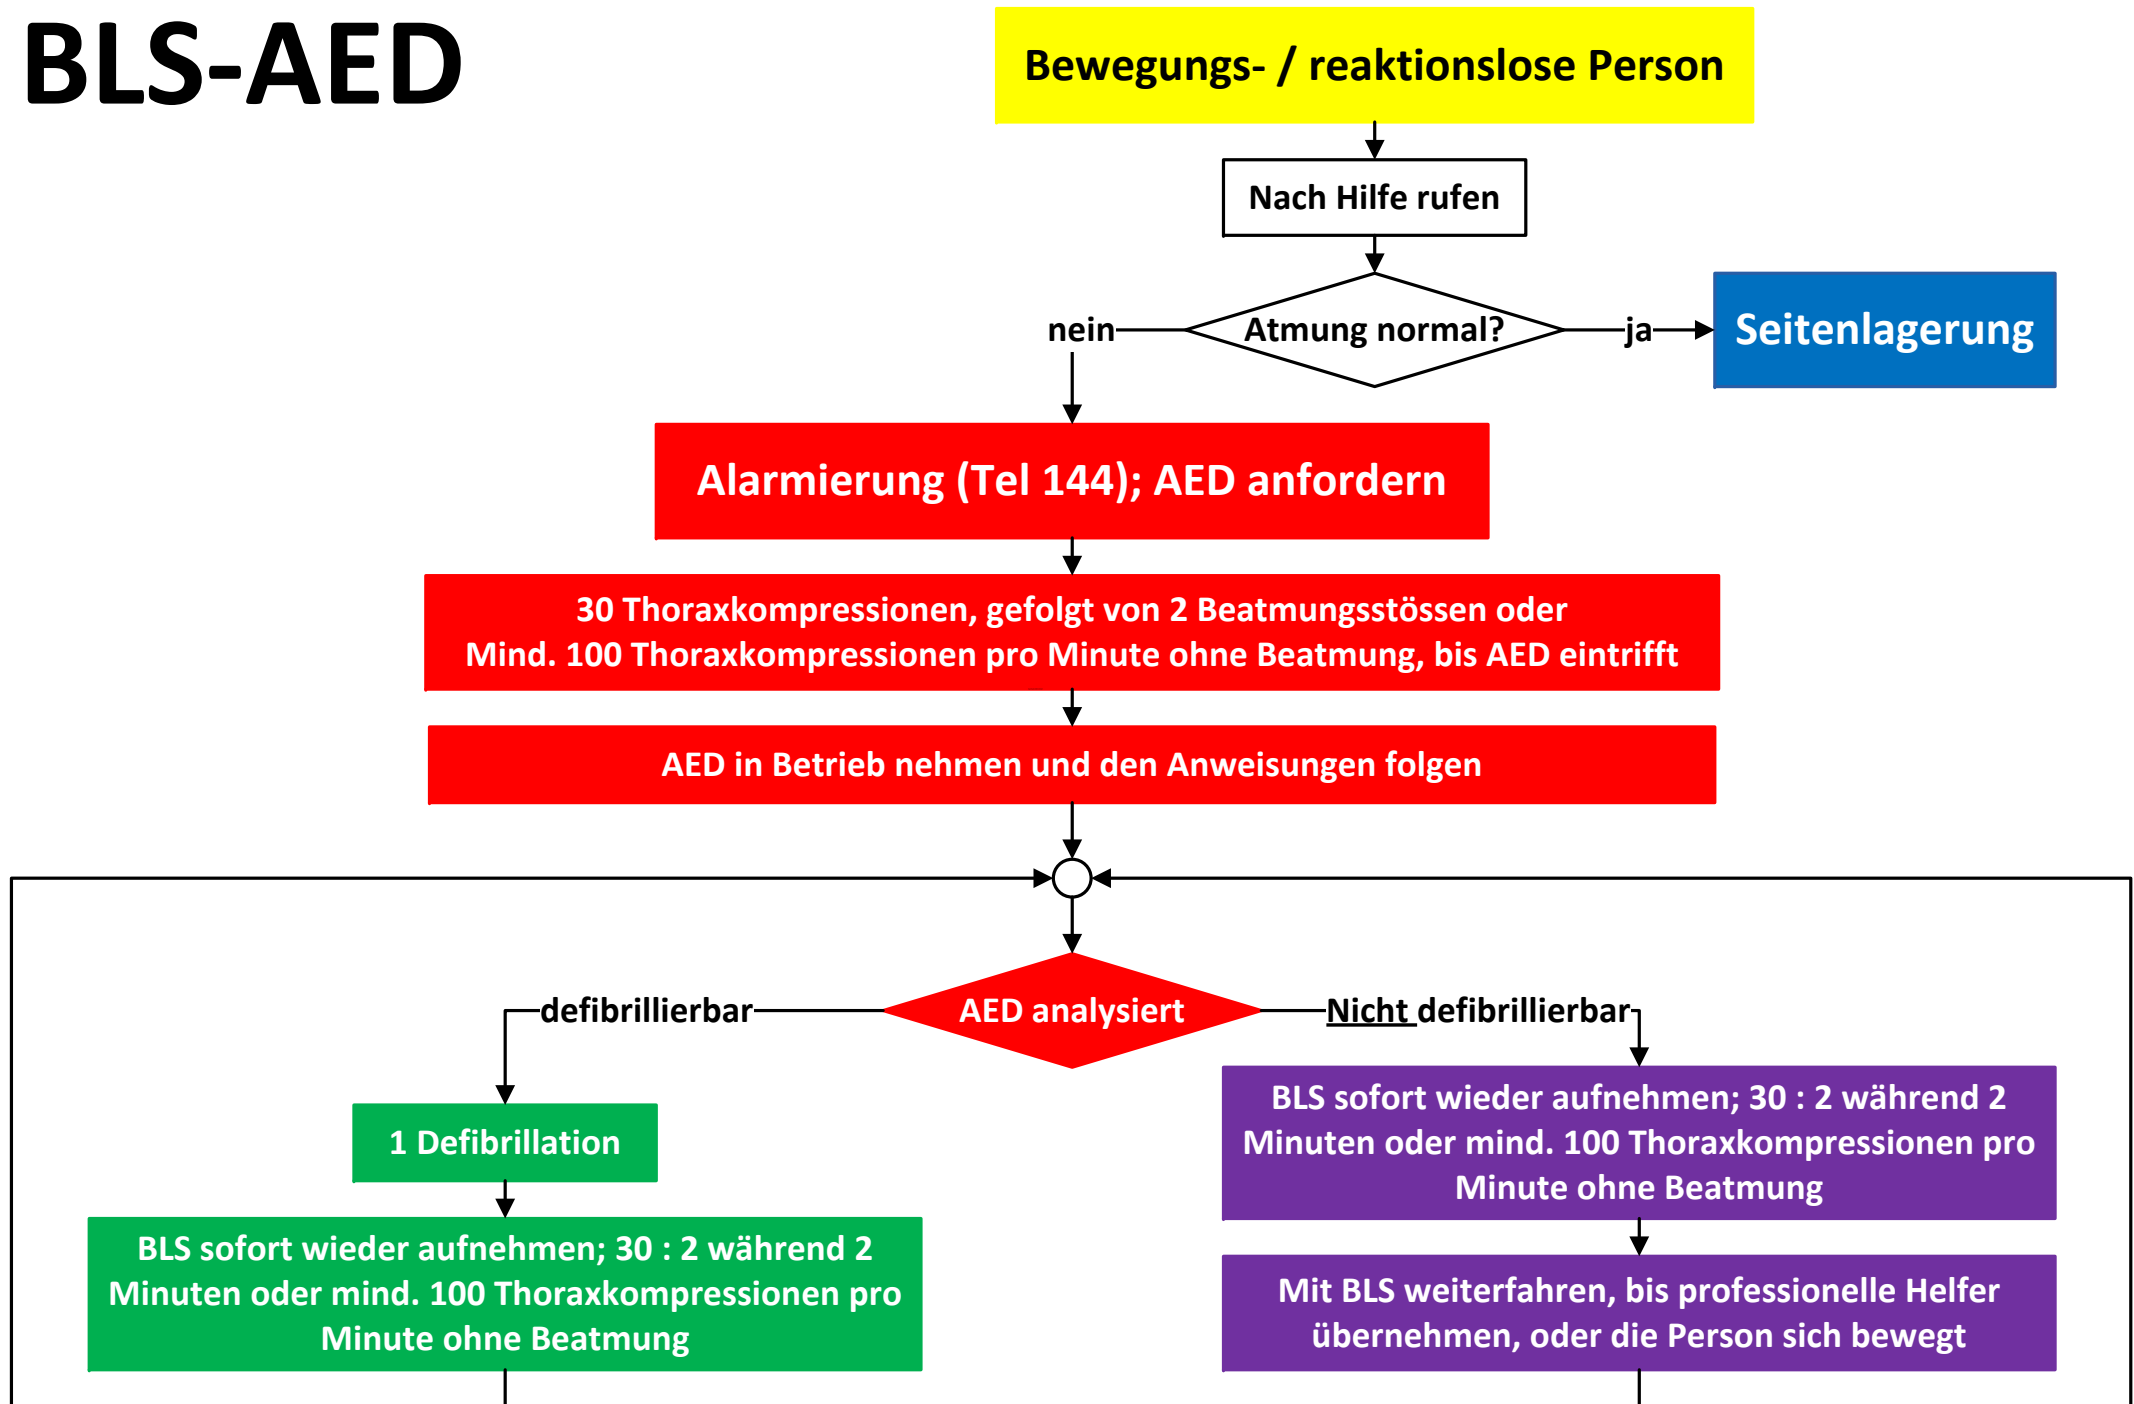 BLS-AED
Bewegungs- / reaktionslose Person
Nach Hilfe rufen
nein
Atmung normal?
ja
Seitenlagerung
Alarmierung (Tel 144); AED anfordern
30 Thoraxkompressionen, gefolgt von 2 Beatmungsstössen oder
Mind. 100 Thoraxkompressionen pro Minute ohne Beatmung, bis AED eintrifft
AED in Betrieb nehmen und den Anweisungen folgen
defibrillierbar
AED analysiert
Nicht defibrillierbar
1 Defibrillation
BLS sofort wieder aufnehmen; 30 : 2 während 2
Minuten oder mind. 100 Thoraxkompressionen pro
Minute ohne Beatmung
BLS sofort wieder aufnehmen; 30 : 2 während 2
Minuten oder mind. 100 Thoraxkompressionen pro
Minute ohne Beatmung
Mit BLS weiterfahren, bis professionelle Helfer
übernehmen, oder die Person sich bewegt